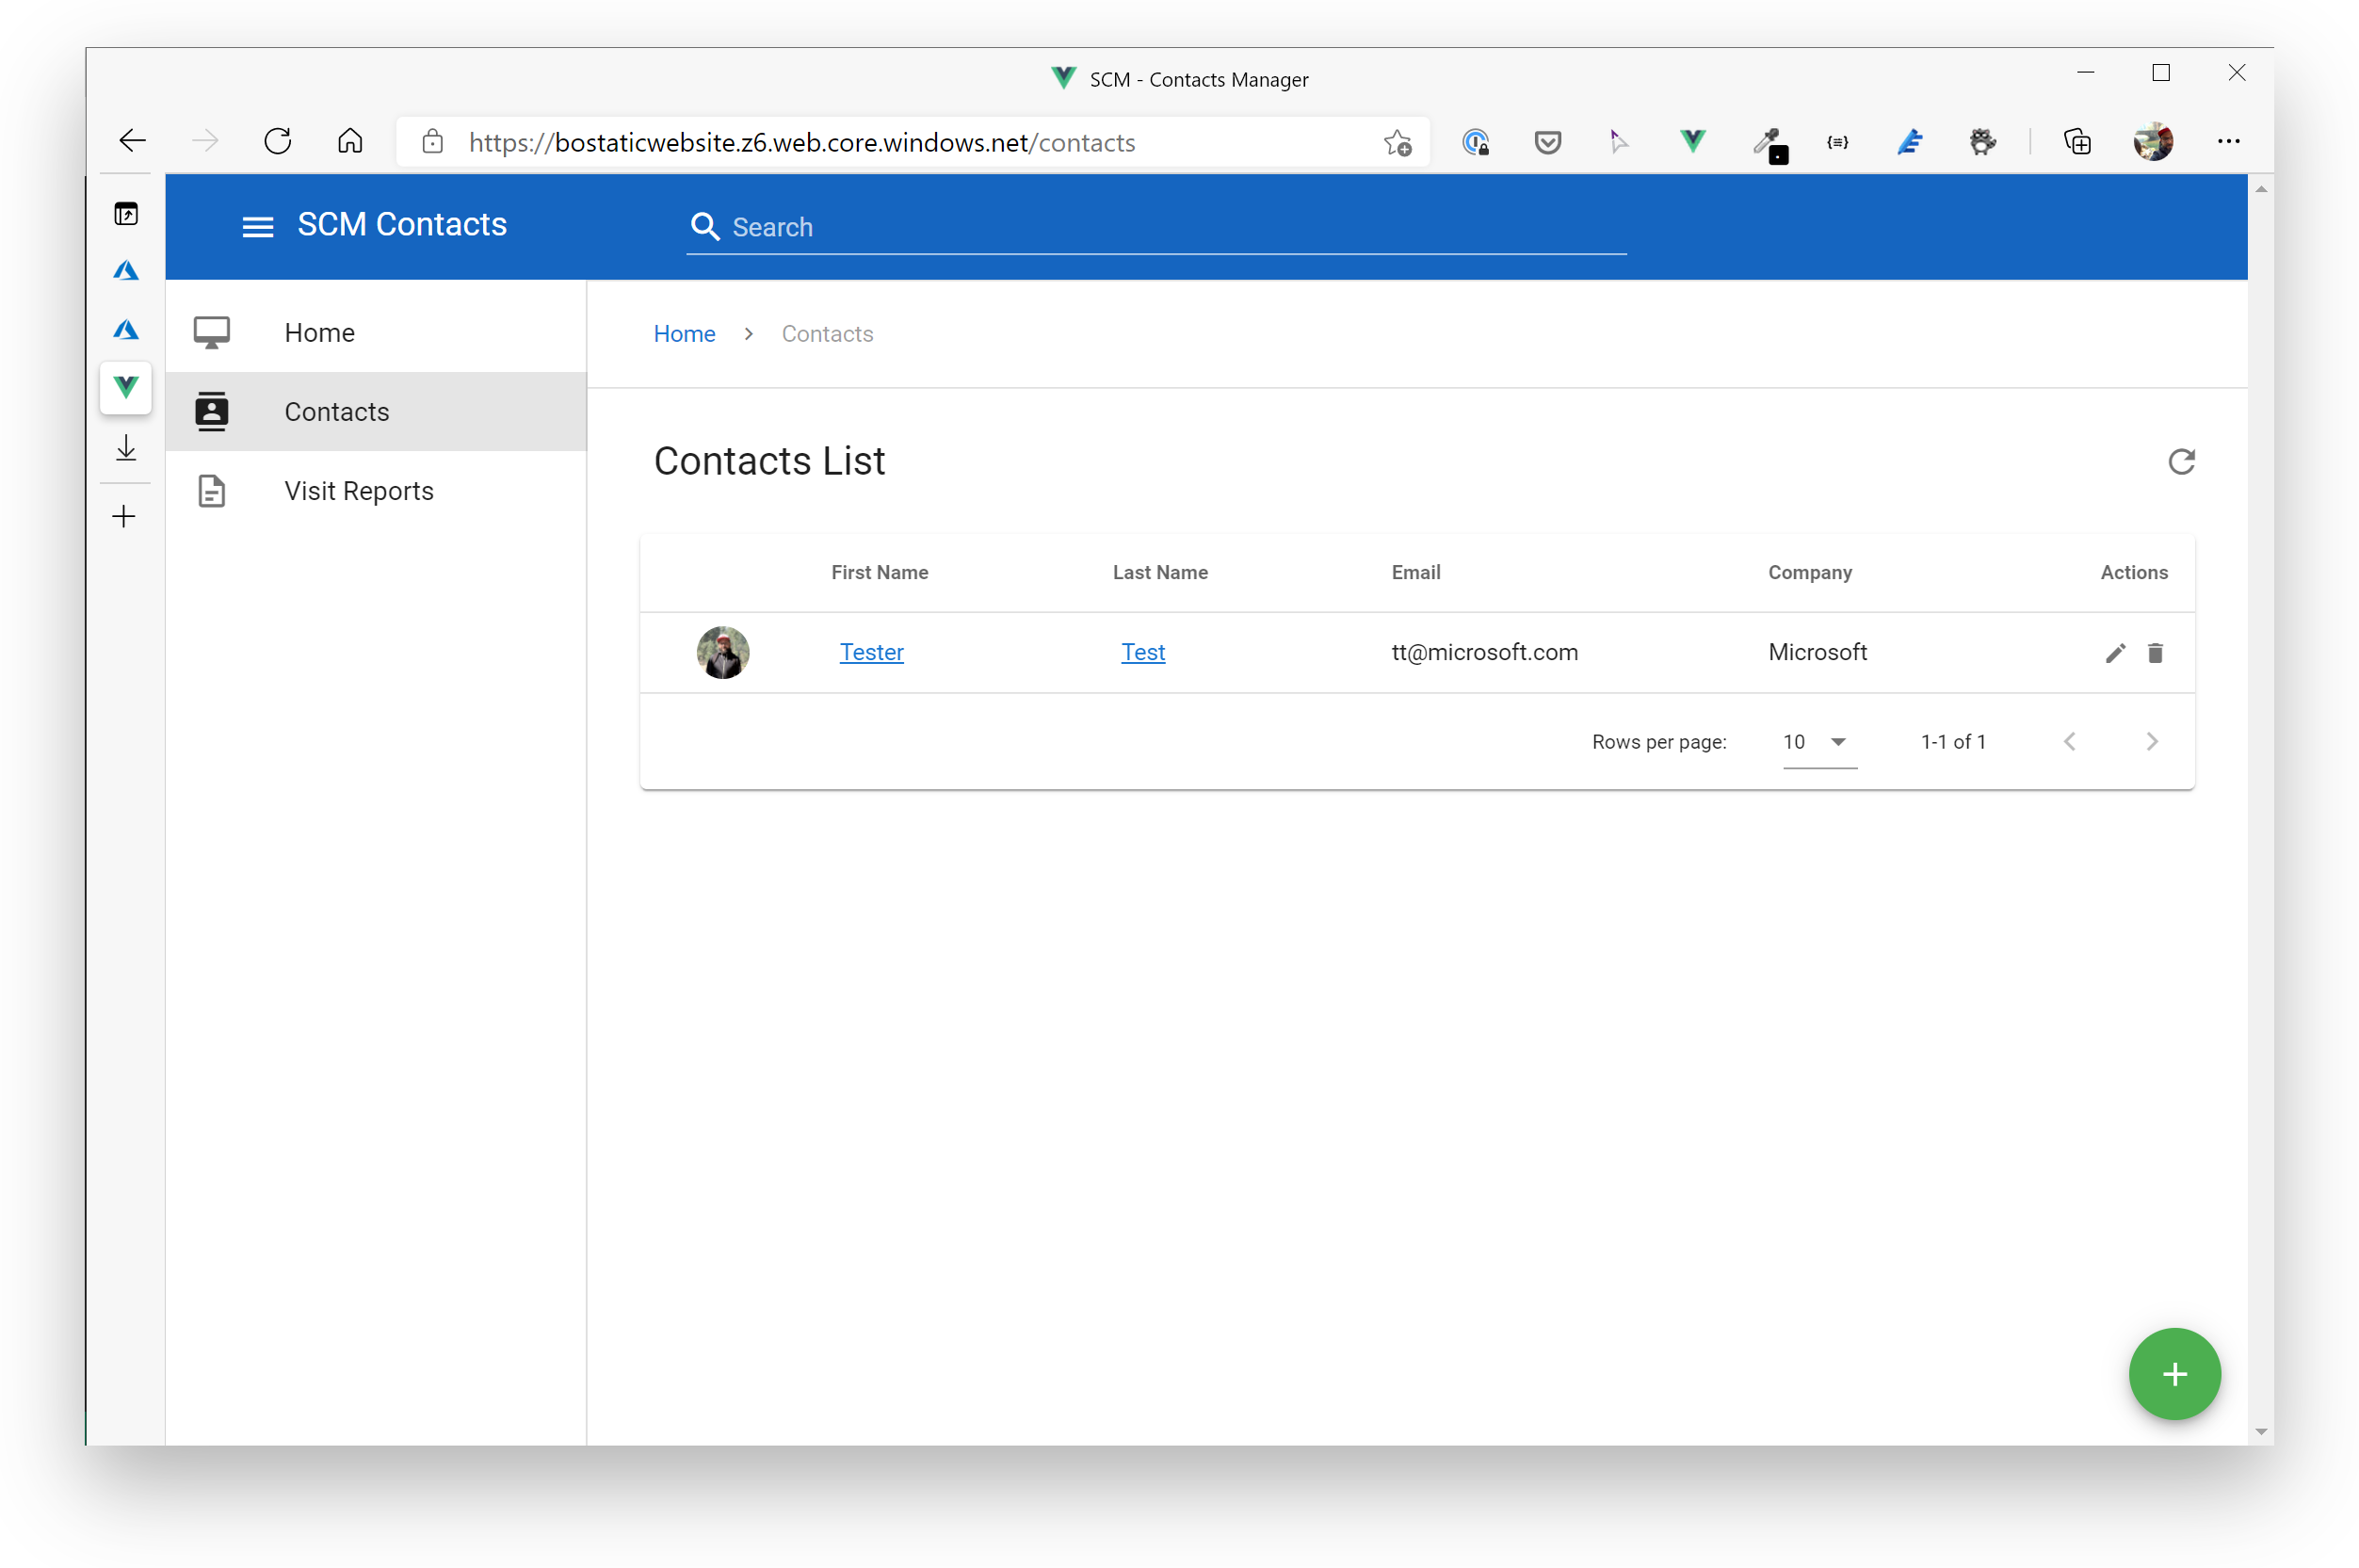 SCM - Contacts Manager
https://bostaticwebsite.z6.web.core.windows.net/contacts
SCM Contacts
Search
Home
Contacts
Visit Reports
Home > Contacts
Contacts List
First Name Last Name Email Company Actions
Tester Test tt@microsoft.com Microsoft
Rows per page: 10 1-1 of 1